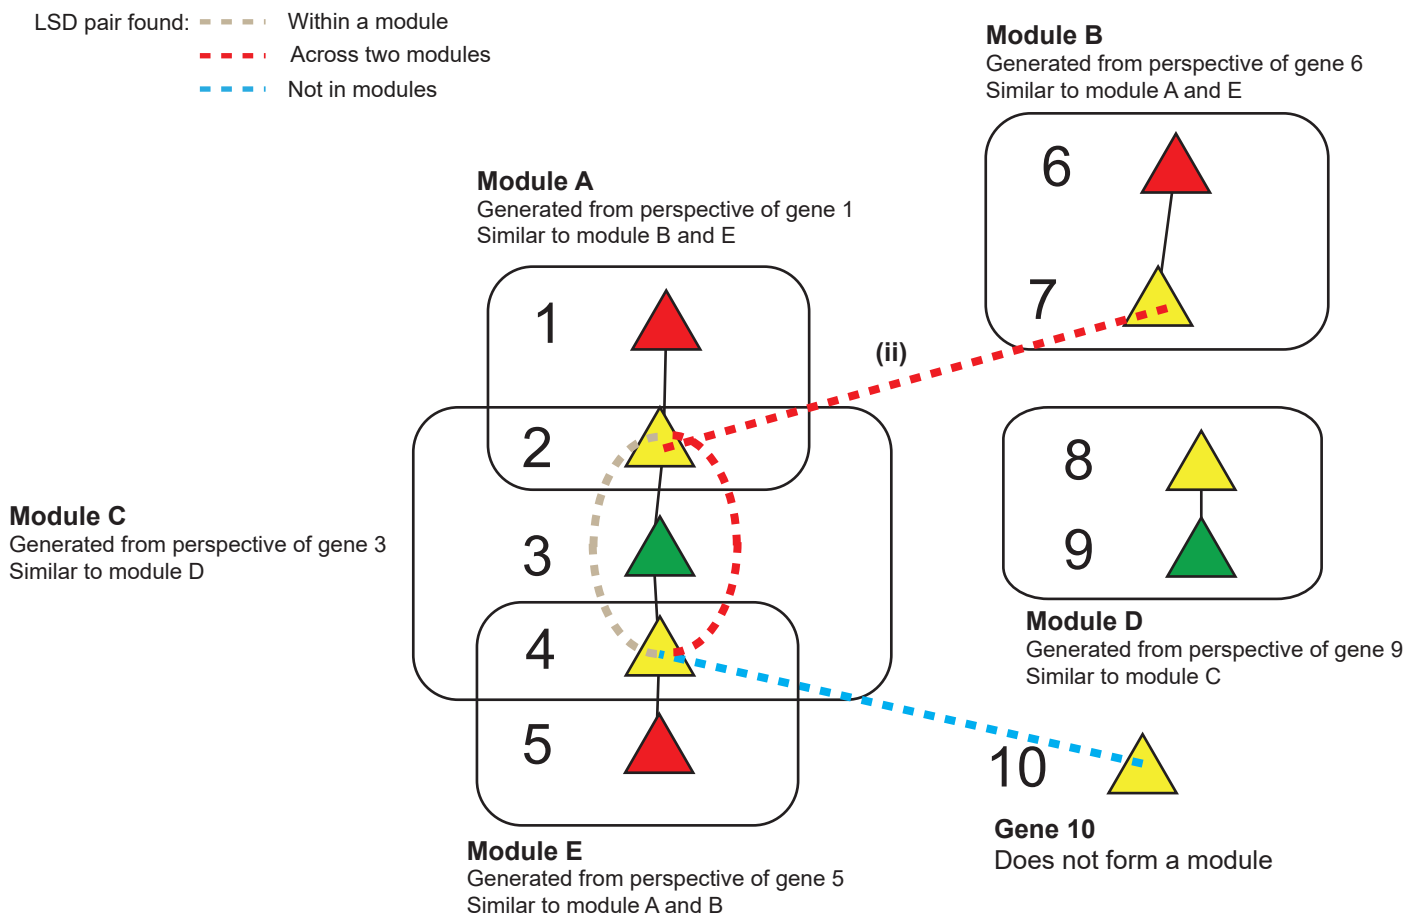 LSD pair found:
Within a module
Across two modules
Not in modules
Module B
Generated from perspective of gene 6
Similar to module A and E
6
7
Module A
Generated from perspective of gene 1
Similar to module B and E
1
(ii)
2
3
4
5
Module C
Generated from perspective of gene 3
Similar to module D
8
9
Module D
Generated from perspective of gene 9
Similar to module C
10
Gene 10
Does not form a module
Module E
Generated from perspective of gene 5
Similar to module A and B